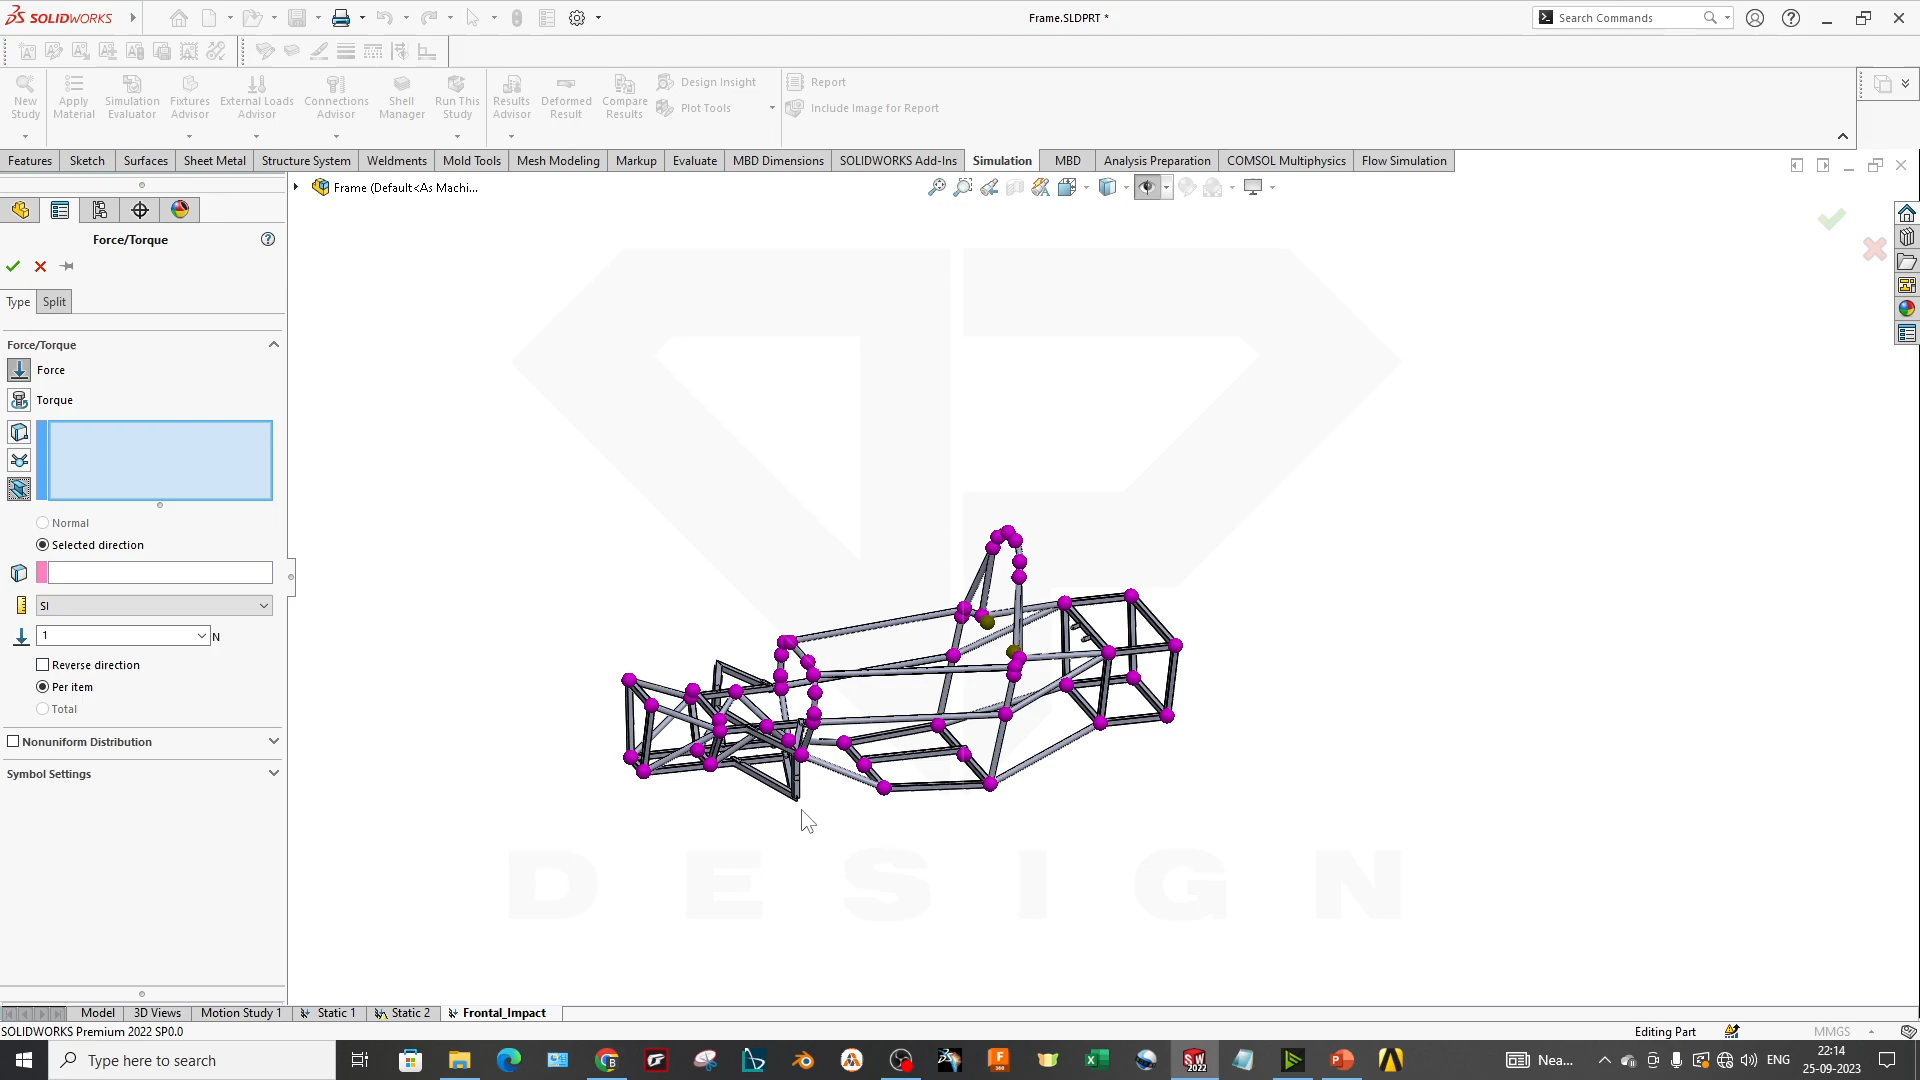 SOLIDWORKS
Frame.SLDPRT *
Search Commands
New Study
Apply Material
Simulation Evaluator
Fixtures Advisor
External Loads Advisor
Connections Advisor
Shell Manager
Run This Study
Results Advisor
Deformed Result
Compare Results
Design Insight
Plot Tools
Report
Include Image for Report
Features
Sketch
Surfaces
Sheet Metal
Structure System
Weldments
Mold Tools
Mesh Modeling
Markup
Evaluate
MBD Dimensions
SOLIDWORKS Add-Ins
Simulation
MBD
Analysis Preparation
COMSOL Multiphysics
Flow Simulation
Frame (Default<As Machi...
Force/Torque
Type
Split
Force/Torque
Force
Torque
Normal
Selected direction
SI
1
N
Reverse direction
Per item
Total
Nonuniform Distribution
Symbol Settings
DESIGN
Model
3D Views
Motion Study 1
Static 1
Static 2
Frontal_Impact
SOLIDWORKS Premium 2022 SP0.0
Editing Part
MMGS
Type here to search
SW
2022
Nea...
ENG
22:14
25-09-2023